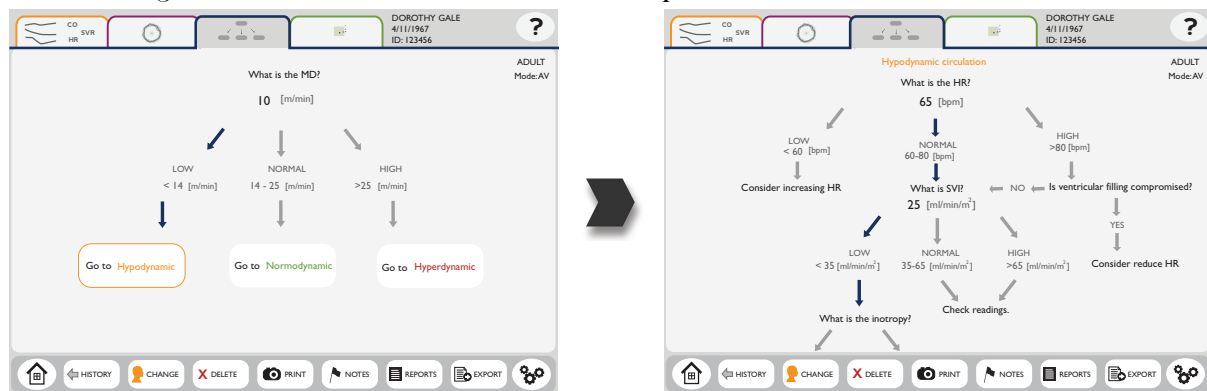 CO
SVR
HR
DOROTHY GALE
4/11/1967
ID: 123456
?
ADULT
Mode:AV
What is the MD?
10 [m/min]
LOW NORMAL HIGH
< 14 [m/min] 14 - 25 [m/min] >25 [m/min]
Go to Hypodynamic Go to Normodynamic Go to Hyperdynamic
HISTORY CHANGE X DELETE PRINT NOTES REPORTS EXPORT
CO
SVR
HR
DOROTHY GALE
4/11/1967
ID: 123456
?
Hypodynamic circulation
ADULT
Mode:AV
What is the HR?
65 [bpm]
LOW
< 60 [bpm]
NORMAL
60-80 [bpm]
HIGH
>80 [bpm]
Consider increasing HR
What is SVI?
NO
Is ventricular filling compromised?
25 [ml/min/m²]
YES
LOW NORMAL HIGH
< 35 [ml/min/m²] 35-65 [ml/min/m²] >65 [ml/min/m²]
Consider reduce HR
Check readings.
What is the inotropy?
HISTORY CHANGE X DELETE PRINT NOTES REPORTS EXPORT